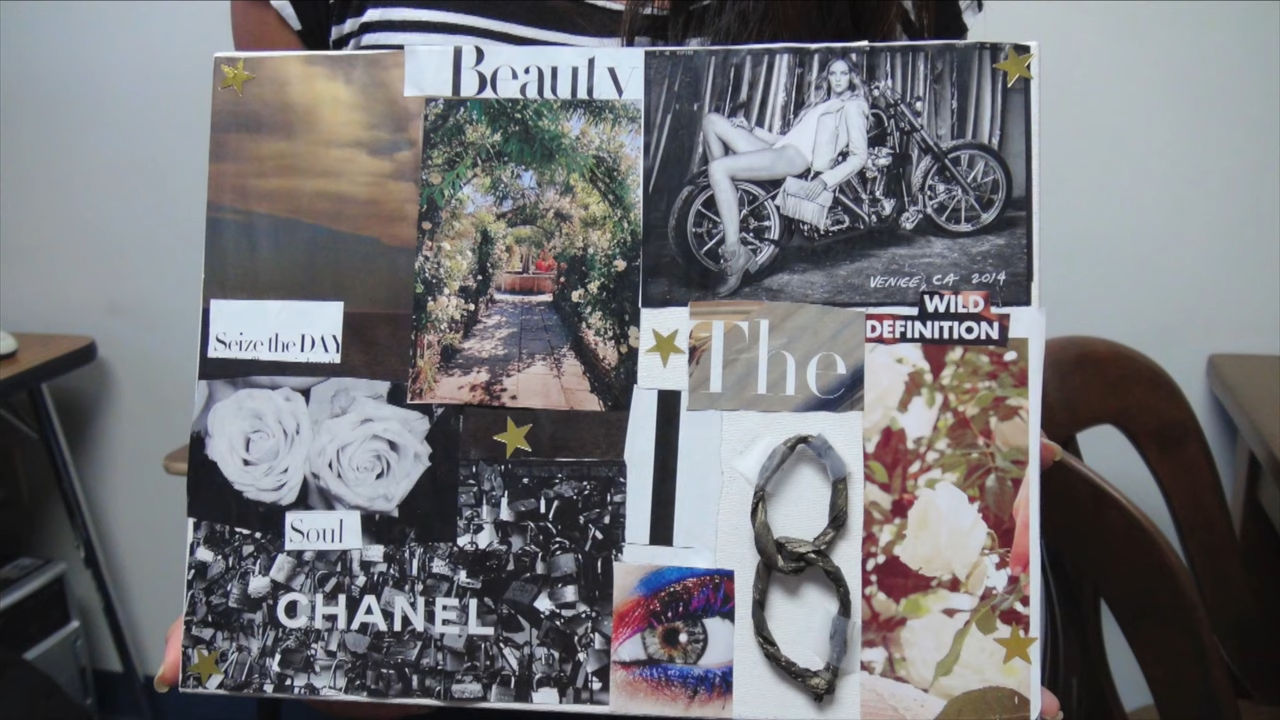 Beauty
VENICE, CA 2014
WILD
DEFINITION
Seize the DAY
The
Soul
CHANEL